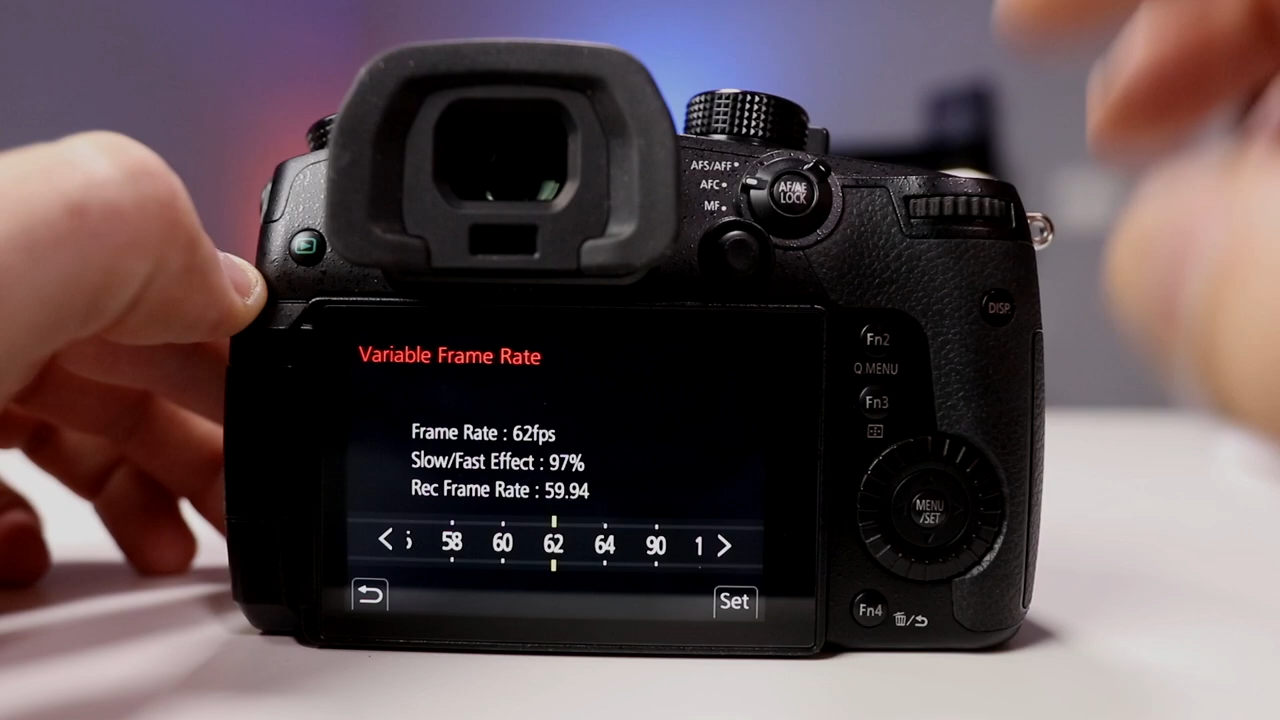 AFS/AFF
AFC
MF
AF/AE
LOCK
DISP.
Fn2
Q MENU
Fn3
MENU
/SET
Fn4
Variable Frame Rate
Frame Rate : 62fps
Slow/Fast Effect : 97%
Rec Frame Rate : 59.94
58 60 62 64 90 1
Set